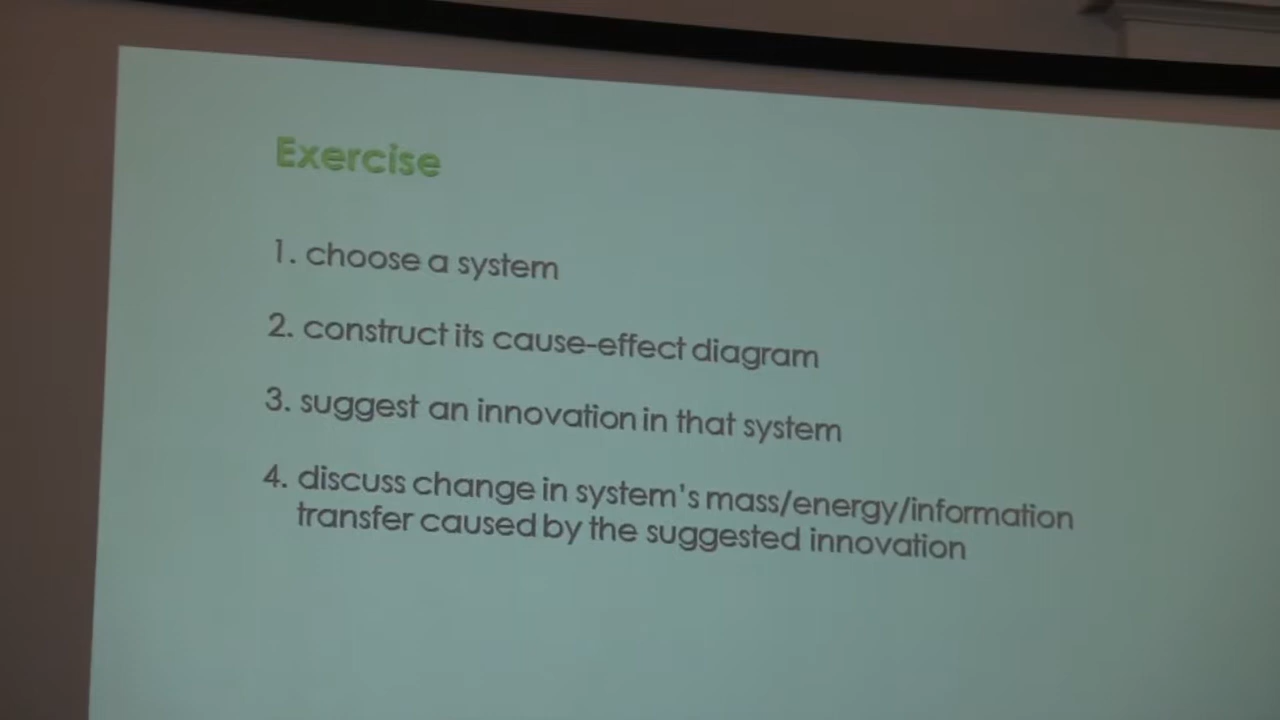 Exercise
1. choose a system
2. construct its cause-effect diagram
3. suggest an innovation in that system
4. discuss change in system's mass/energy/information
transfer caused by the suggested innovation